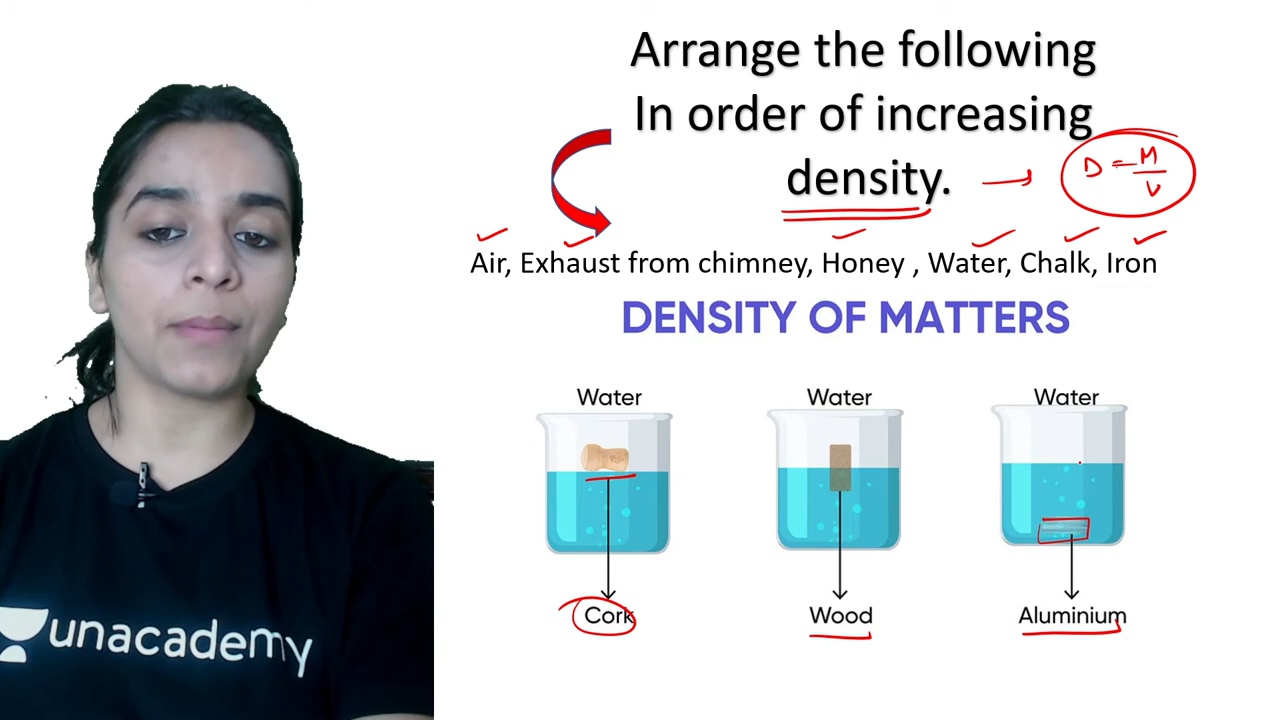 Arrange the following
In order of increasing
density.
D = M
V
Air, Exhaust from chimney, Honey , Water, Chalk, Iron
DENSITY OF MATTERS
Water Water Water
Cork Wood Aluminium
unacademy